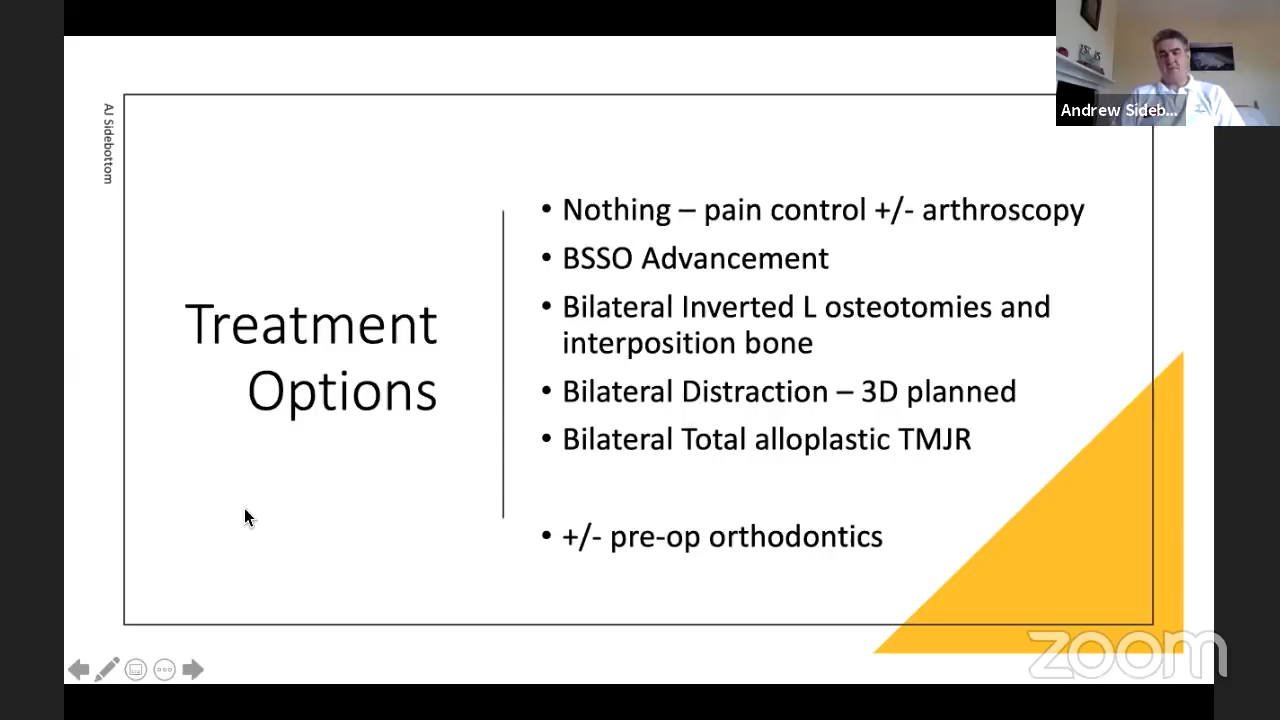 Andrew Sideb...
AJ Sidebottom
Treatment
Options
• Nothing – pain control +/- arthroscopy
• BSSO Advancement
• Bilateral Inverted L osteotomies and
interposition bone
• Bilateral Distraction – 3D planned
• Bilateral Total alloplastic TMJR
• +/- pre-op orthodontics
zoom